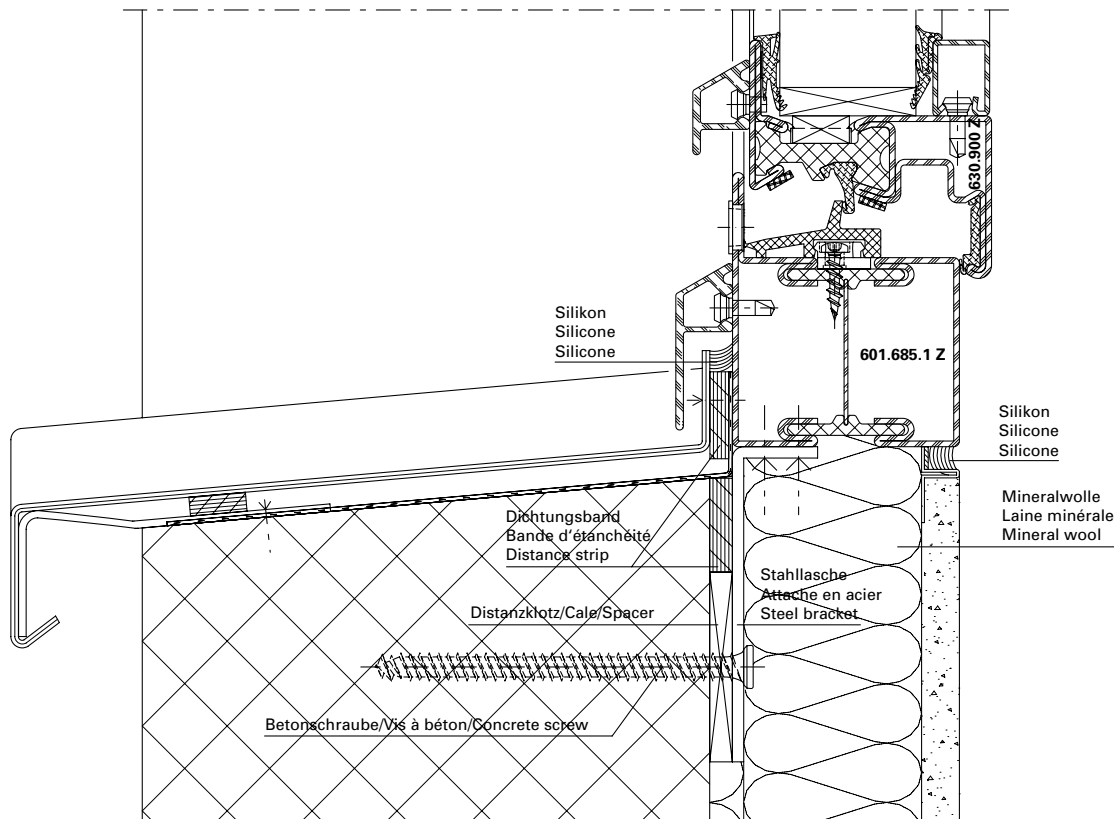 630.900 Z
Silikon
Silicone
Silicone
601.685.1 Z
Silikon
Silicone
Silicone
Mineralwolle
Laine minérale
Mineral wool
Dichtungsband
Bande d'étanchéité
Distance strip
Stahllasche
Attache en acier
Steel bracket
Distanzklotz/Cale/Spacer
Betonschraube/Vis à béton/Concrete screw